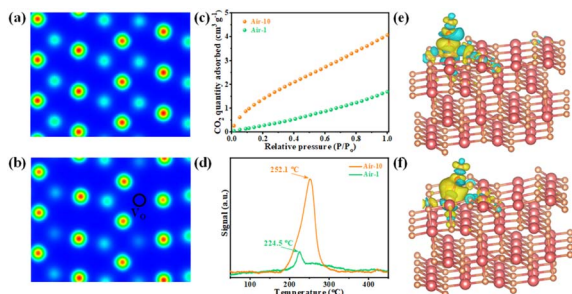 (a)
(b)
V_O
(c)
CO₂ quantity adsorbed (cm³ g⁻¹)
5
4
3
2
1
0
Air-10
Air-1
0.0 0.2 0.4 0.6 0.8 1.0
Relative pressure (P/P₀)
(d)
Signal (a.u.)
252.1 °C
224.5 °C
Air-10
Air-1
100 200 300 400
Temperature (°C)
(e)
(f)